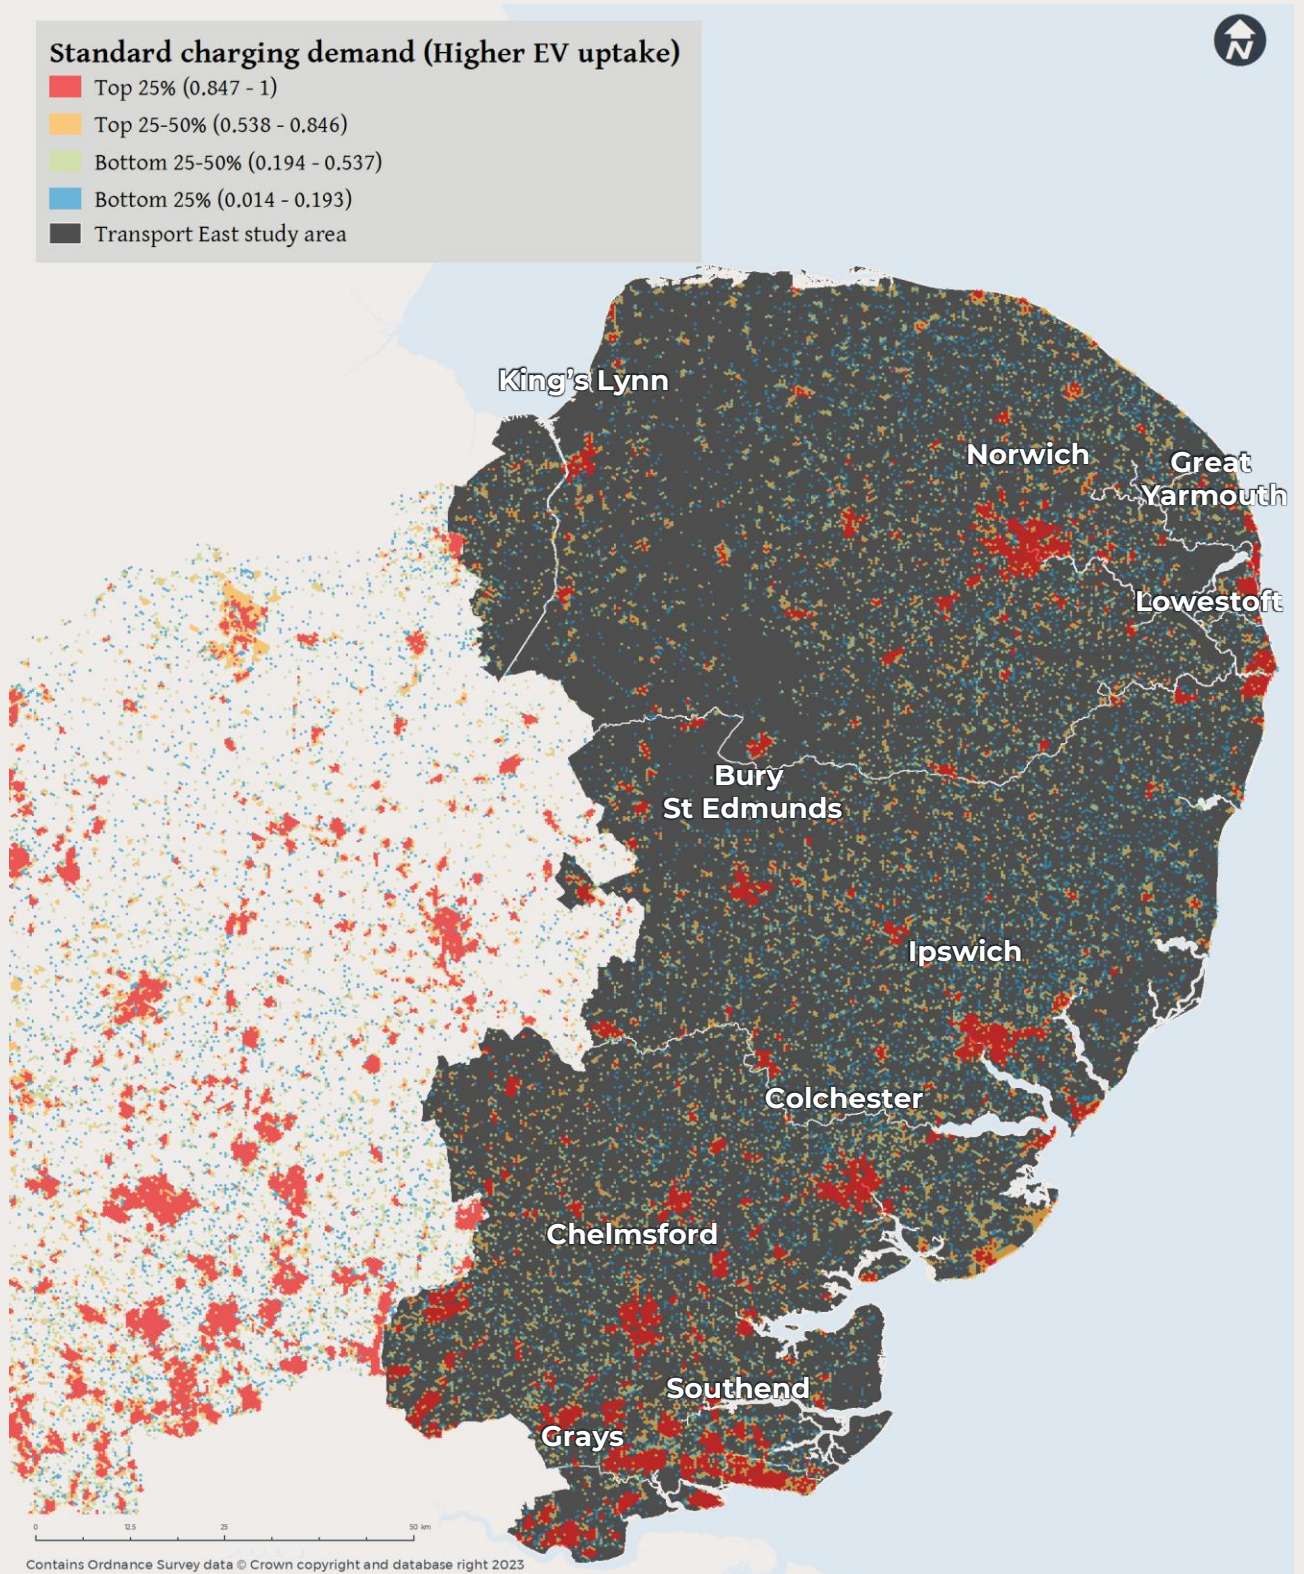 Standard charging demand (Higher EV uptake)
Top 25% (0.847 - 1)
Top 25-50% (0.538 - 0.846)
Bottom 25-50% (0.194 - 0.537)
Bottom 25% (0.014 - 0.193)
Transport East study area
N
King's Lynn
Norwich
Great
Yarmouth
Lowestoft
Bury
St Edmunds
Ipswich
Colchester
Chelmsford
Southend
Grays
0 12.5 25 50 km
Contains Ordnance Survey data © Crown copyright and database right 2023